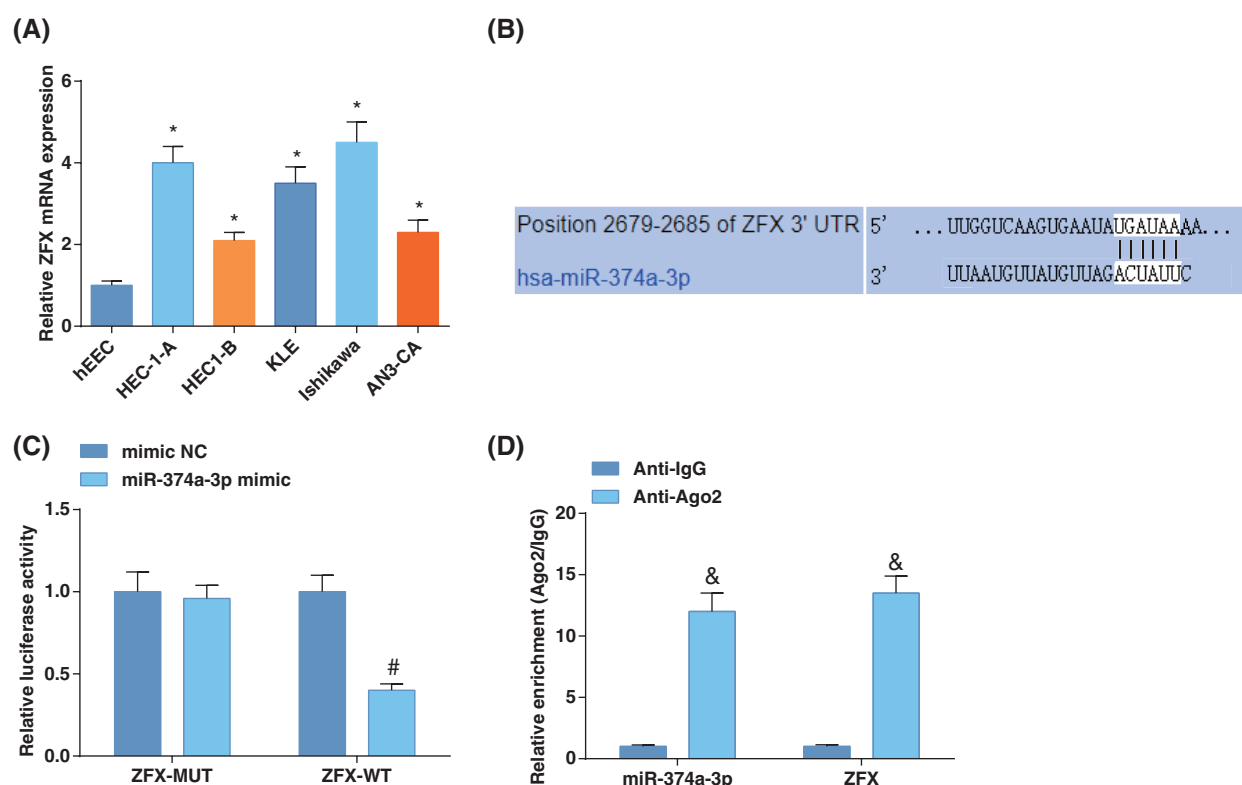 (A)
Relative ZFX mRNA expression
6
4
2
0
* * * * *
hEEC HEC-1-A HEC1-B KLE Ishikawa AN3-CA
(B)
Position 2679-2685 of ZFX 3' UTR 5' ...UUGGUCAAGUGAAUAUGAUAAAA...
hsa-miR-374a-3p 3' UUAAUGUUAUGUUAGACUAUUC
(C)
mimic NC
miR-374a-3p mimic
Relative luciferase activity
1.5
1.0
0.5
0.0
#
ZFX-MUT ZFX-WT
(D)
Anti-IgG
Anti-Ago2
Relative enrichment (Ago2/IgG)
20
15
10
5
0
& &
miR-374a-3p ZFX